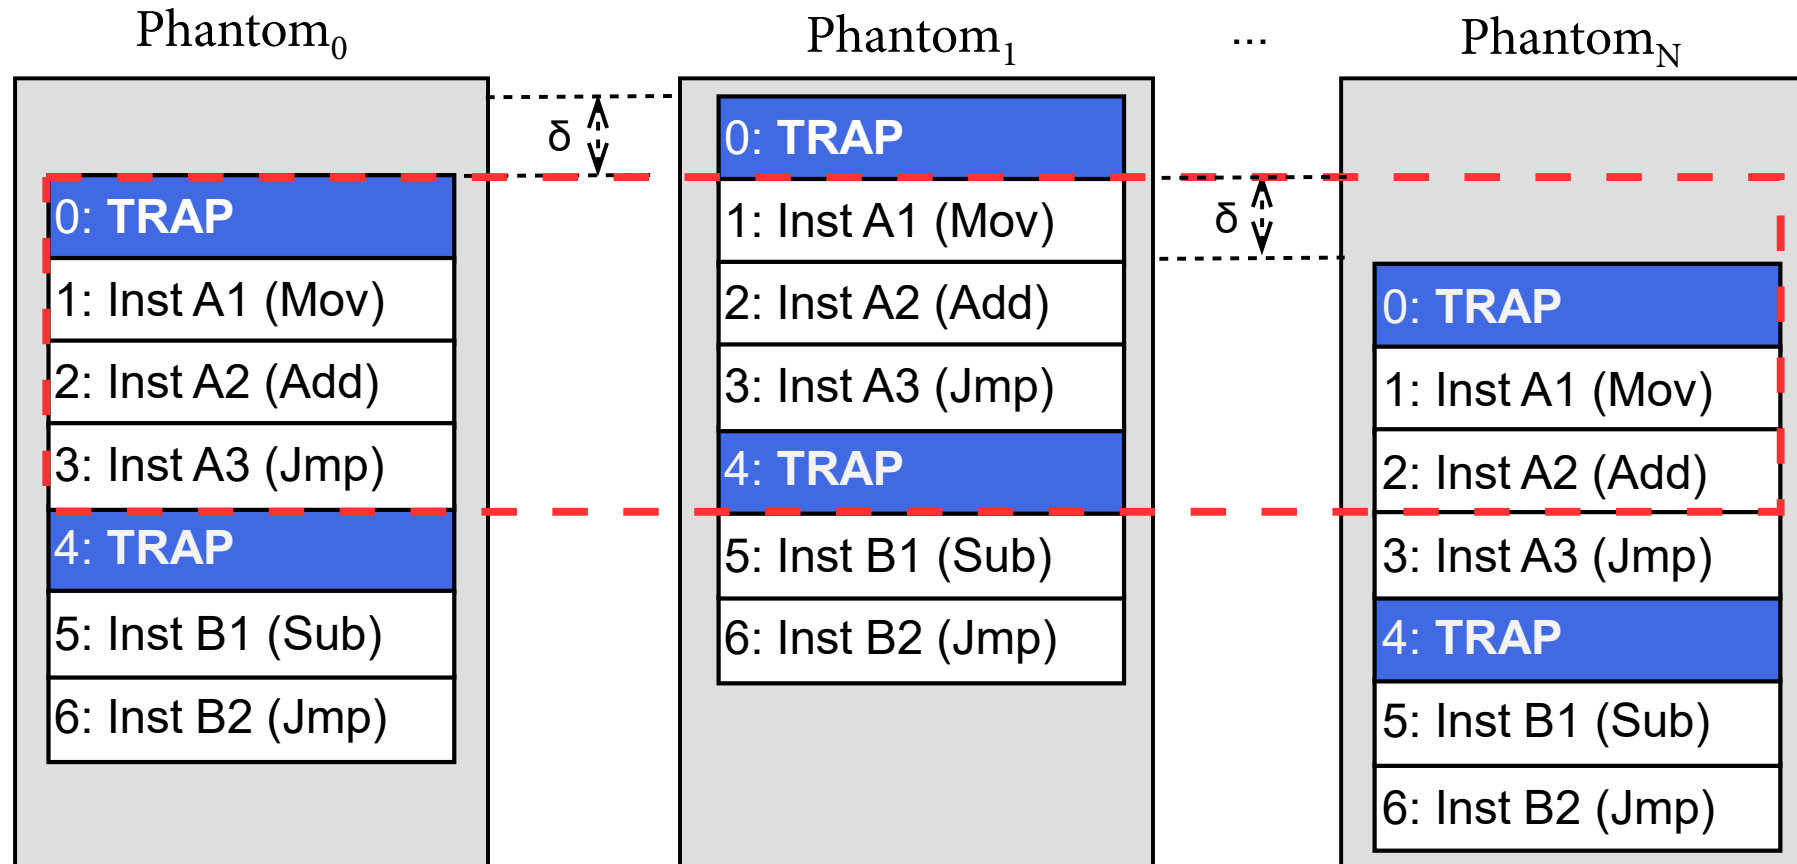 Phantom₀
Phantom₁
...
Phantom_N
0: TRAP
1: Inst A1 (Mov)
2: Inst A2 (Add)
3: Inst A3 (Jmp)
4: TRAP
5: Inst B1 (Sub)
6: Inst B2 (Jmp)
δ
0: TRAP
1: Inst A1 (Mov)
2: Inst A2 (Add)
3: Inst A3 (Jmp)
4: TRAP
5: Inst B1 (Sub)
6: Inst B2 (Jmp)
δ
0: TRAP
1: Inst A1 (Mov)
2: Inst A2 (Add)
3: Inst A3 (Jmp)
4: TRAP
5: Inst B1 (Sub)
6: Inst B2 (Jmp)